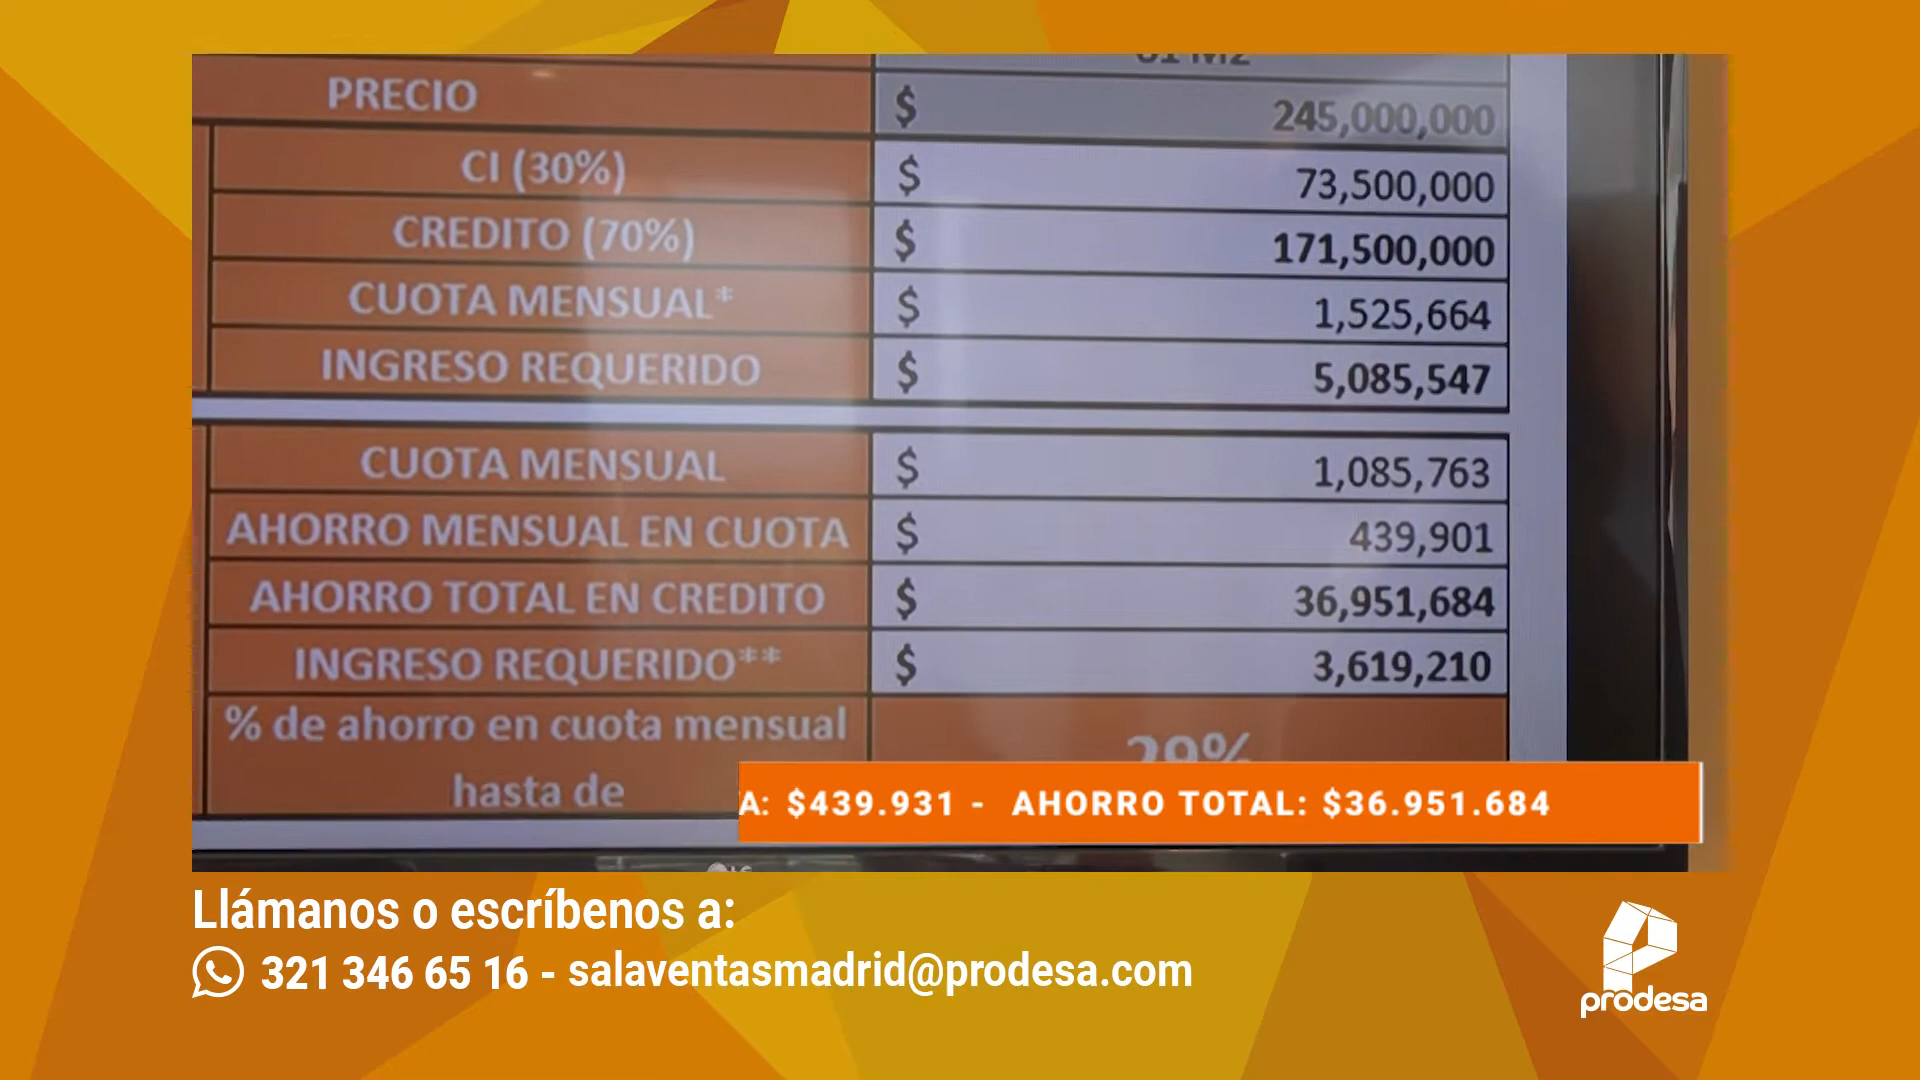 PRECIO $ 245,000,000
CI (30%) $ 73,500,000
CREDITO (70%) $ 171,500,000
CUOTA MENSUAL* $ 1,525,664
INGRESO REQUERIDO $ 5,085,547
CUOTA MENSUAL $ 1,085,763
AHORRO MENSUAL EN CUOTA $ 439,901
AHORRO TOTAL EN CREDITO $ 36,951,684
INGRESO REQUERIDO** $ 3,619,210
% de ahorro en cuota mensual
hasta de
29%
A: $439.931 - AHORRO TOTAL: $36.951.684
Llámanos o escríbenos a:
321 346 65 16 - salaventasmadrid@prodesa.com
prodesa